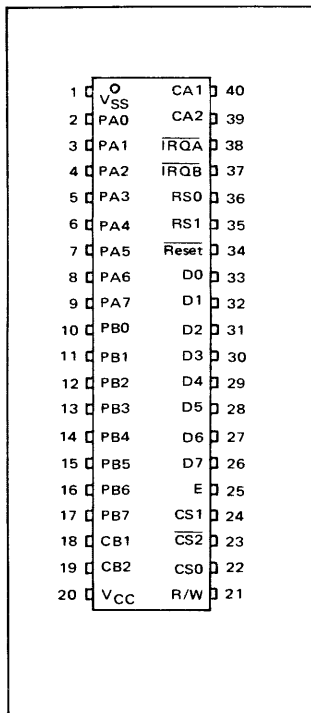 1 VSS CA1 40
2 PA0 CA2 39
3 PA1 IRQA 38
4 PA2 IRQB 37
5 PA3 RS0 36
6 PA4 RS1 35
7 PA5 Reset 34
8 PA6 D0 33
9 PA7 D1 32
10 PB0 D2 31
11 PB1 D3 30
12 PB2 D4 29
13 PB3 D5 28
14 PB4 D6 27
15 PB5 D7 26
16 PB6 E 25
17 PB7 CS1 24
18 CB1 CS2 23
19 CB2 CS0 22
20 VCC R/W 21